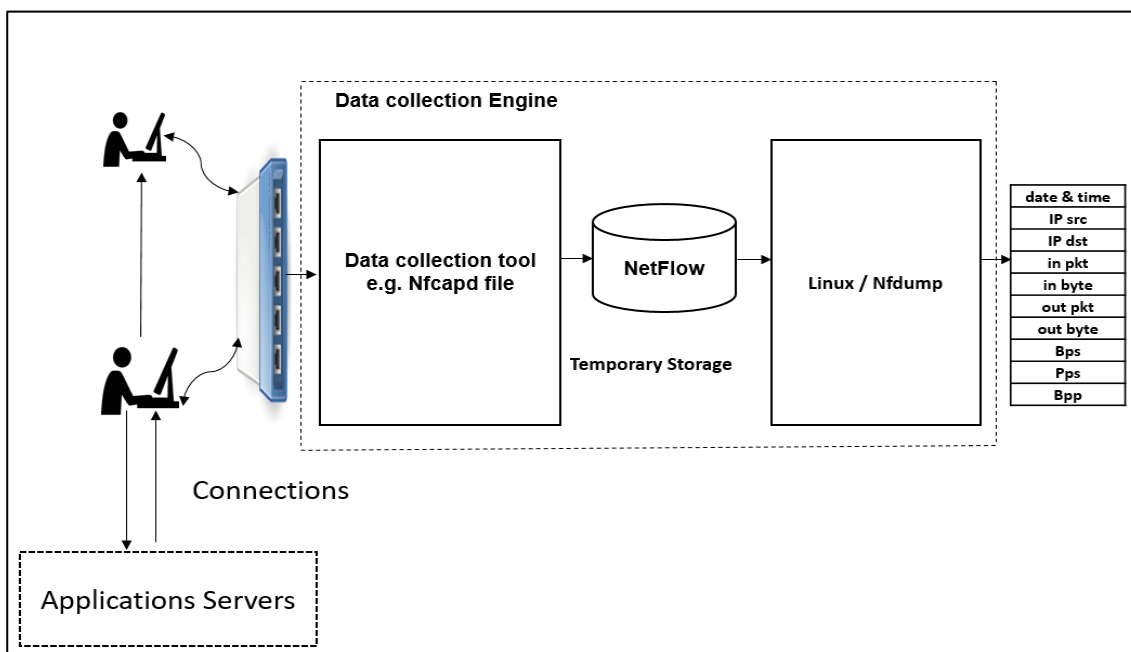 Data collection Engine
Data collection tool
e.g. Nfcapd file
NetFlow
Temporary Storage
Linux / Nfdump
date & time
IP src
IP dst
in pkt
in byte
out pkt
out byte
Bps
Pps
Bpp
Connections
Applications Servers